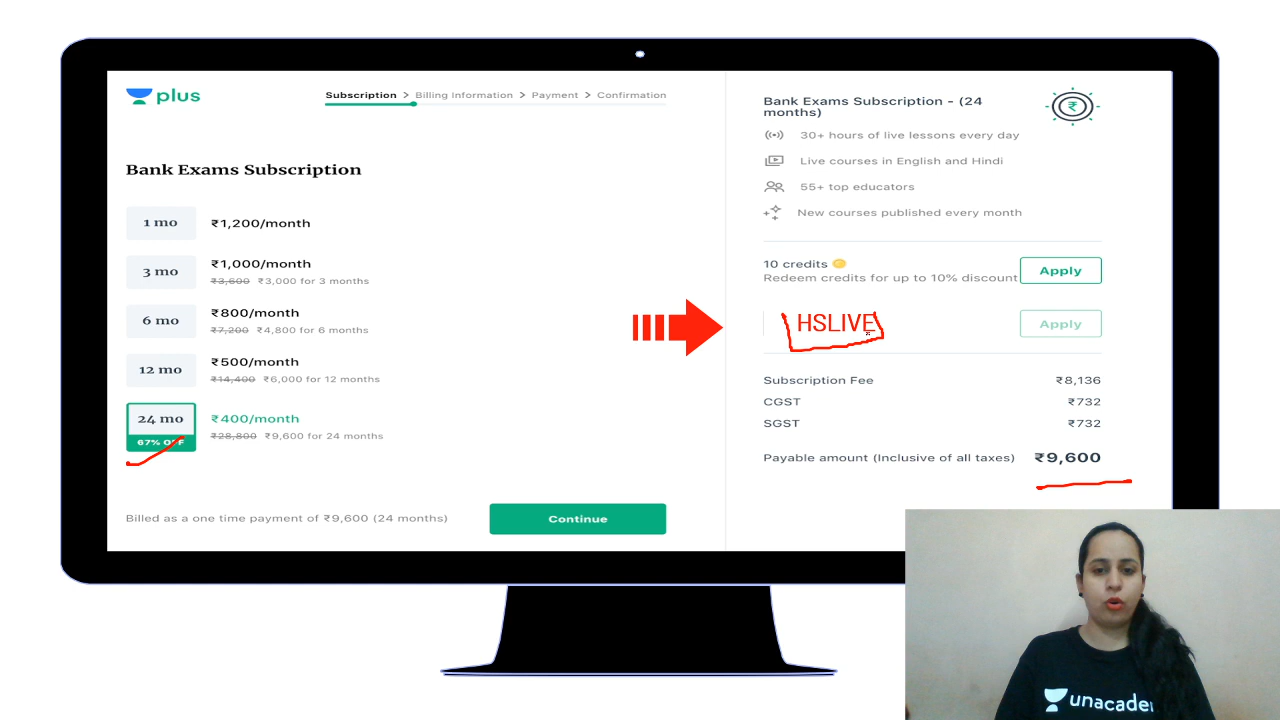 plus
Subscription > Billing Information > Payment > Confirmation
Bank Exams Subscription
1 mo ₹1,200/month
3 mo ₹1,000/month
₹3,600 ₹3,000 for 3 months
6 mo ₹800/month
₹7,200 ₹4,800 for 6 months
12 mo ₹500/month
₹14,400 ₹6,000 for 12 months
24 mo ₹400/month
67% OFF ₹28,800 ₹9,600 for 24 months
Billed as a one time payment of ₹9,600 (24 months)
Continue
Bank Exams Subscription - (24
months)
30+ hours of live lessons every day
Live courses in English and Hindi
55+ top educators
New courses published every month
10 credits
Redeem credits for up to 10% discount
Apply
HSLIVE
Apply
Subscription Fee ₹8,136
CGST ₹732
SGST ₹732
Payable amount (Inclusive of all taxes) ₹9,600
unacade